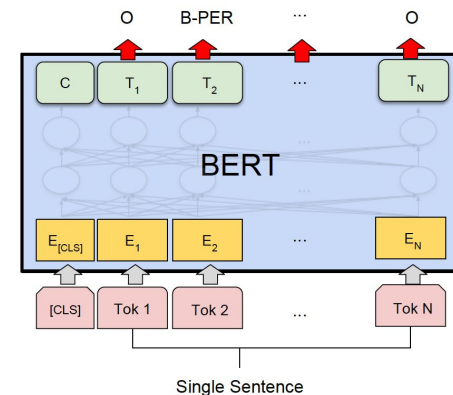 O B-PER ... O
C T1 T2 ... TN
...
BERT
...
E[CLS] E1 E2 ... EN
[CLS] Tok 1 Tok 2 ... Tok N
Single Sentence